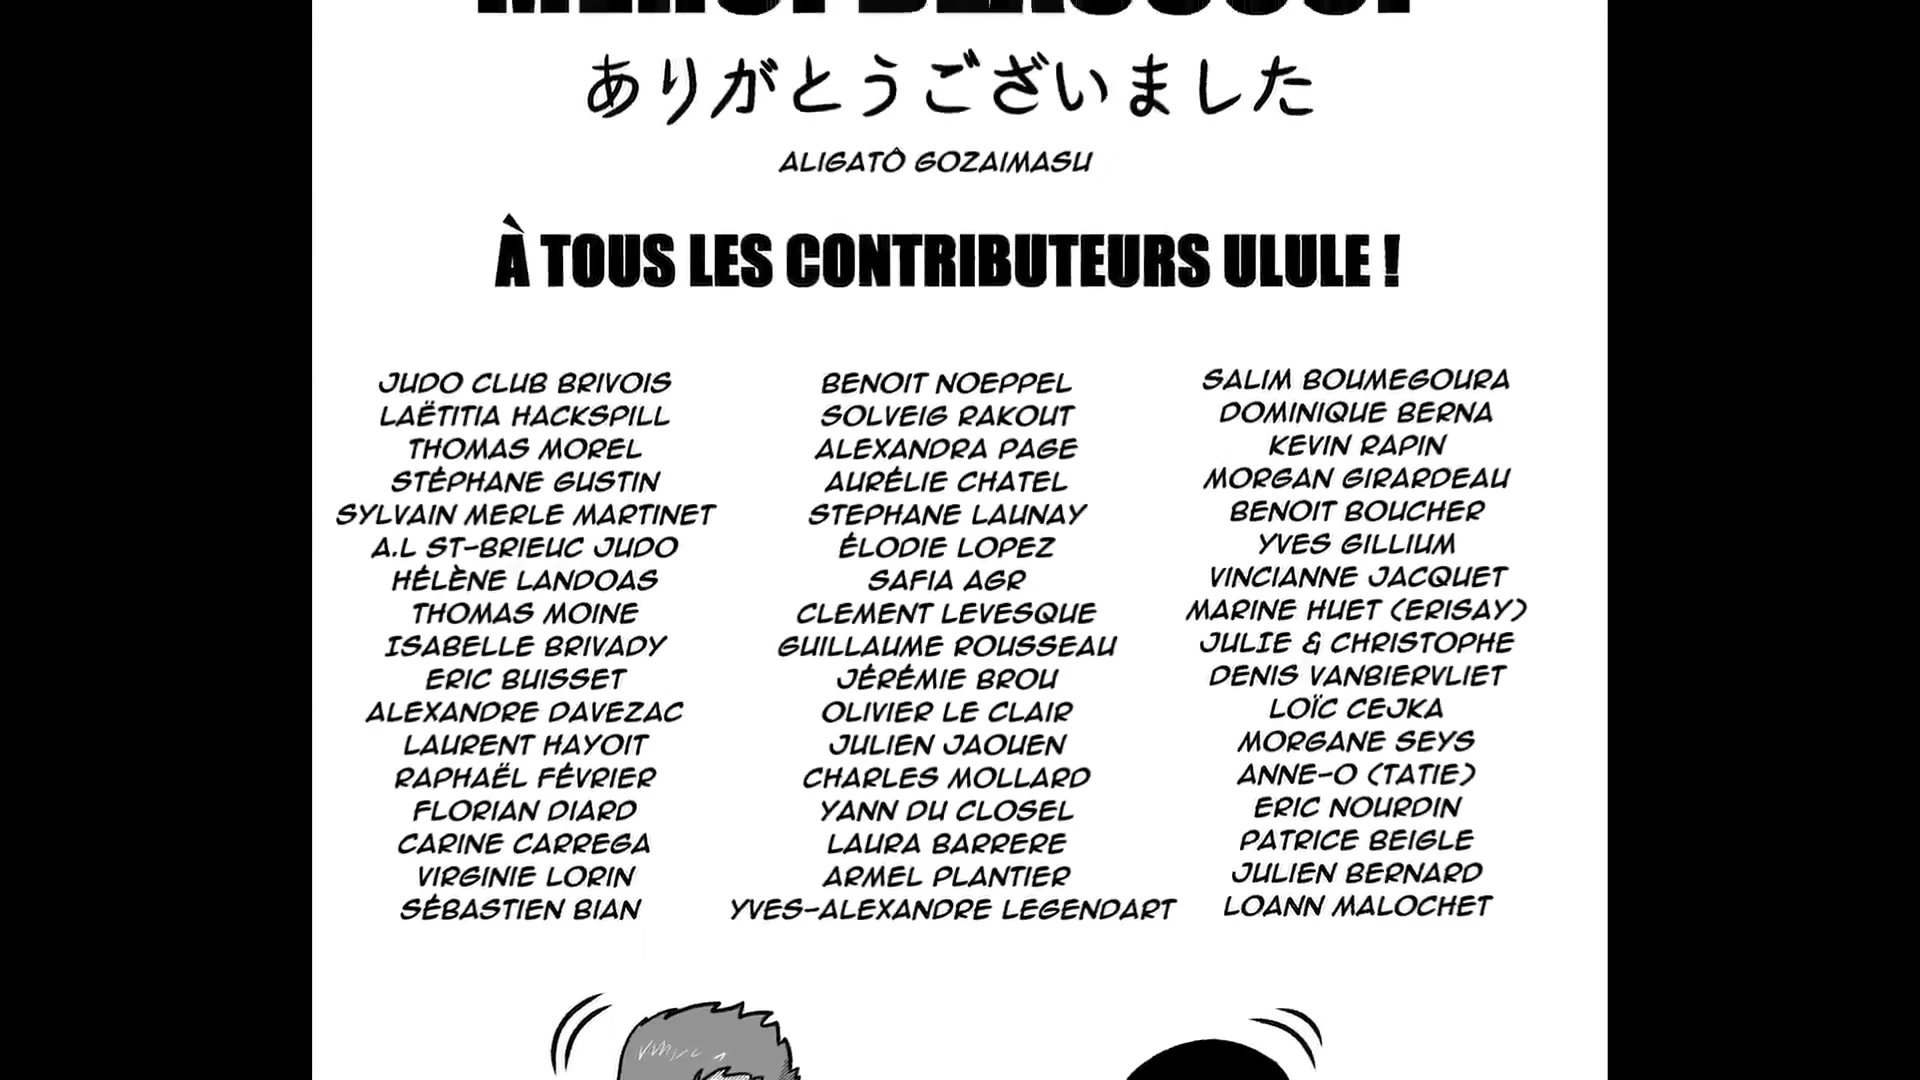 MERCI BEAUCOUP
ありがとうございました
ALIGATÔ GOZAIMASU
À TOUS LES CONTRIBUTEURS ULULE !
JUDO CLUB BRIVOIS
LAËTITIA HACKSPILL
THOMAS MOREL
STÉPHANE GUSTIN
SYLVAIN MERLE MARTINET
A.L ST-BRIEUC JUDO
HÉLÈNE LANDOAS
THOMAS MOINE
ISABELLE BRIVADY
ERIC BUISSET
ALEXANDRE DAVEZAC
LAURENT HAYOIT
RAPHAËL FÉVRIER
FLORIAN DIARD
CARINE CARREGA
VIRGINIE LORIN
SÉBASTIEN BIAN
BENOIT NOEPPEL
SOLVEIG RAKOUT
ALEXANDRA PAGE
AURÉLIE CHATEL
STEPHANE LAUNAY
ÉLODIE LOPEZ
SAFIA AGR
CLEMENT LEVESQUE
GUILLAUME ROUSSEAU
JÉRÉMIE BROU
OLIVIER LE CLAIR
JULIEN JAOUEN
CHARLES MOLLARD
YANN DU CLOSEL
LAURA BARRERE
ARMEL PLANTIER
YVES-ALEXANDRE LEGENDART
SALIM BOUMEGOURA
DOMINIQUE BERNA
KEVIN RAPIN
MORGAN GIRARDEAU
BENOIT BOUCHER
YVES GILLIUM
VINCIANNE JACQUET
MARINE HUET (ERISAY)
JULIE & CHRISTOPHE
DENIS VANBIERVLIET
LOÏC CEJKA
MORGANE SEYS
ANNE-O (TATIE)
ERIC NOURDIN
PATRICE BEIGLE
JULIEN BERNARD
LOANN MALOCHET